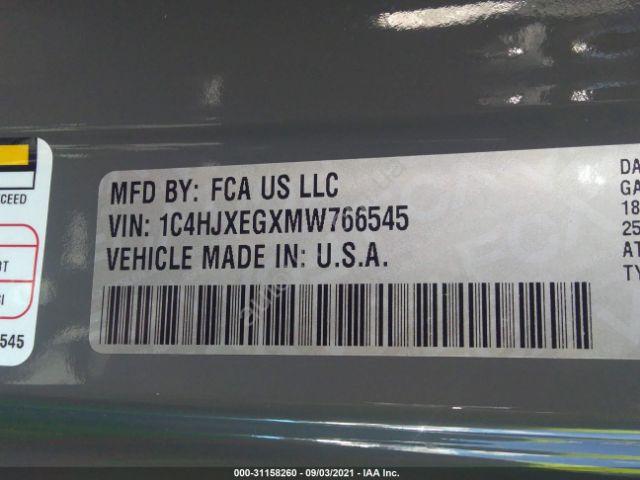 MFD BY: FCA US LLC
VIN: 1C4HJXEGXMW766545
VEHICLE MADE IN: U.S.A.
CEED
545
DA
GA
18
25
AT
TY
000-31158260 - 09/03/2021 - IAA Inc.